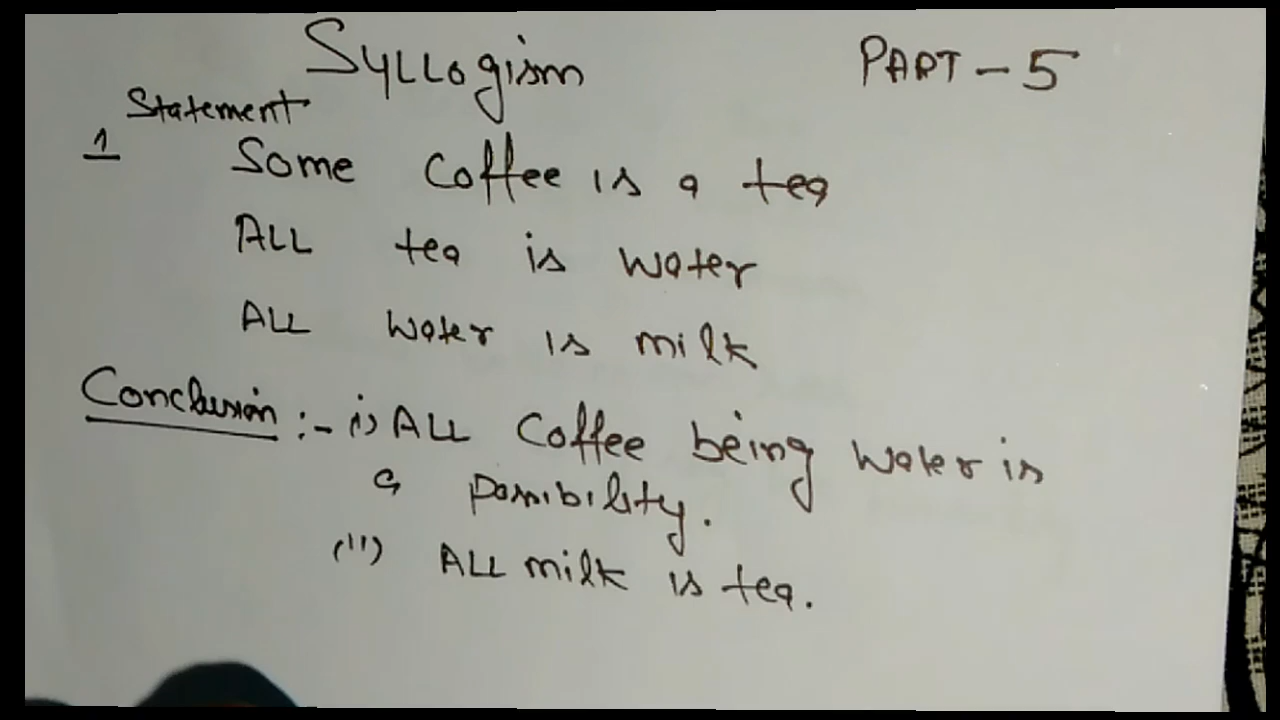 Syllogism PART - 5
Statement
1 Some Coffee is a tea
ALL tea is water
ALL water is milk
Conclusion :- (i) ALL Coffee being water is
a possibility.
(ii) ALL milk is tea.